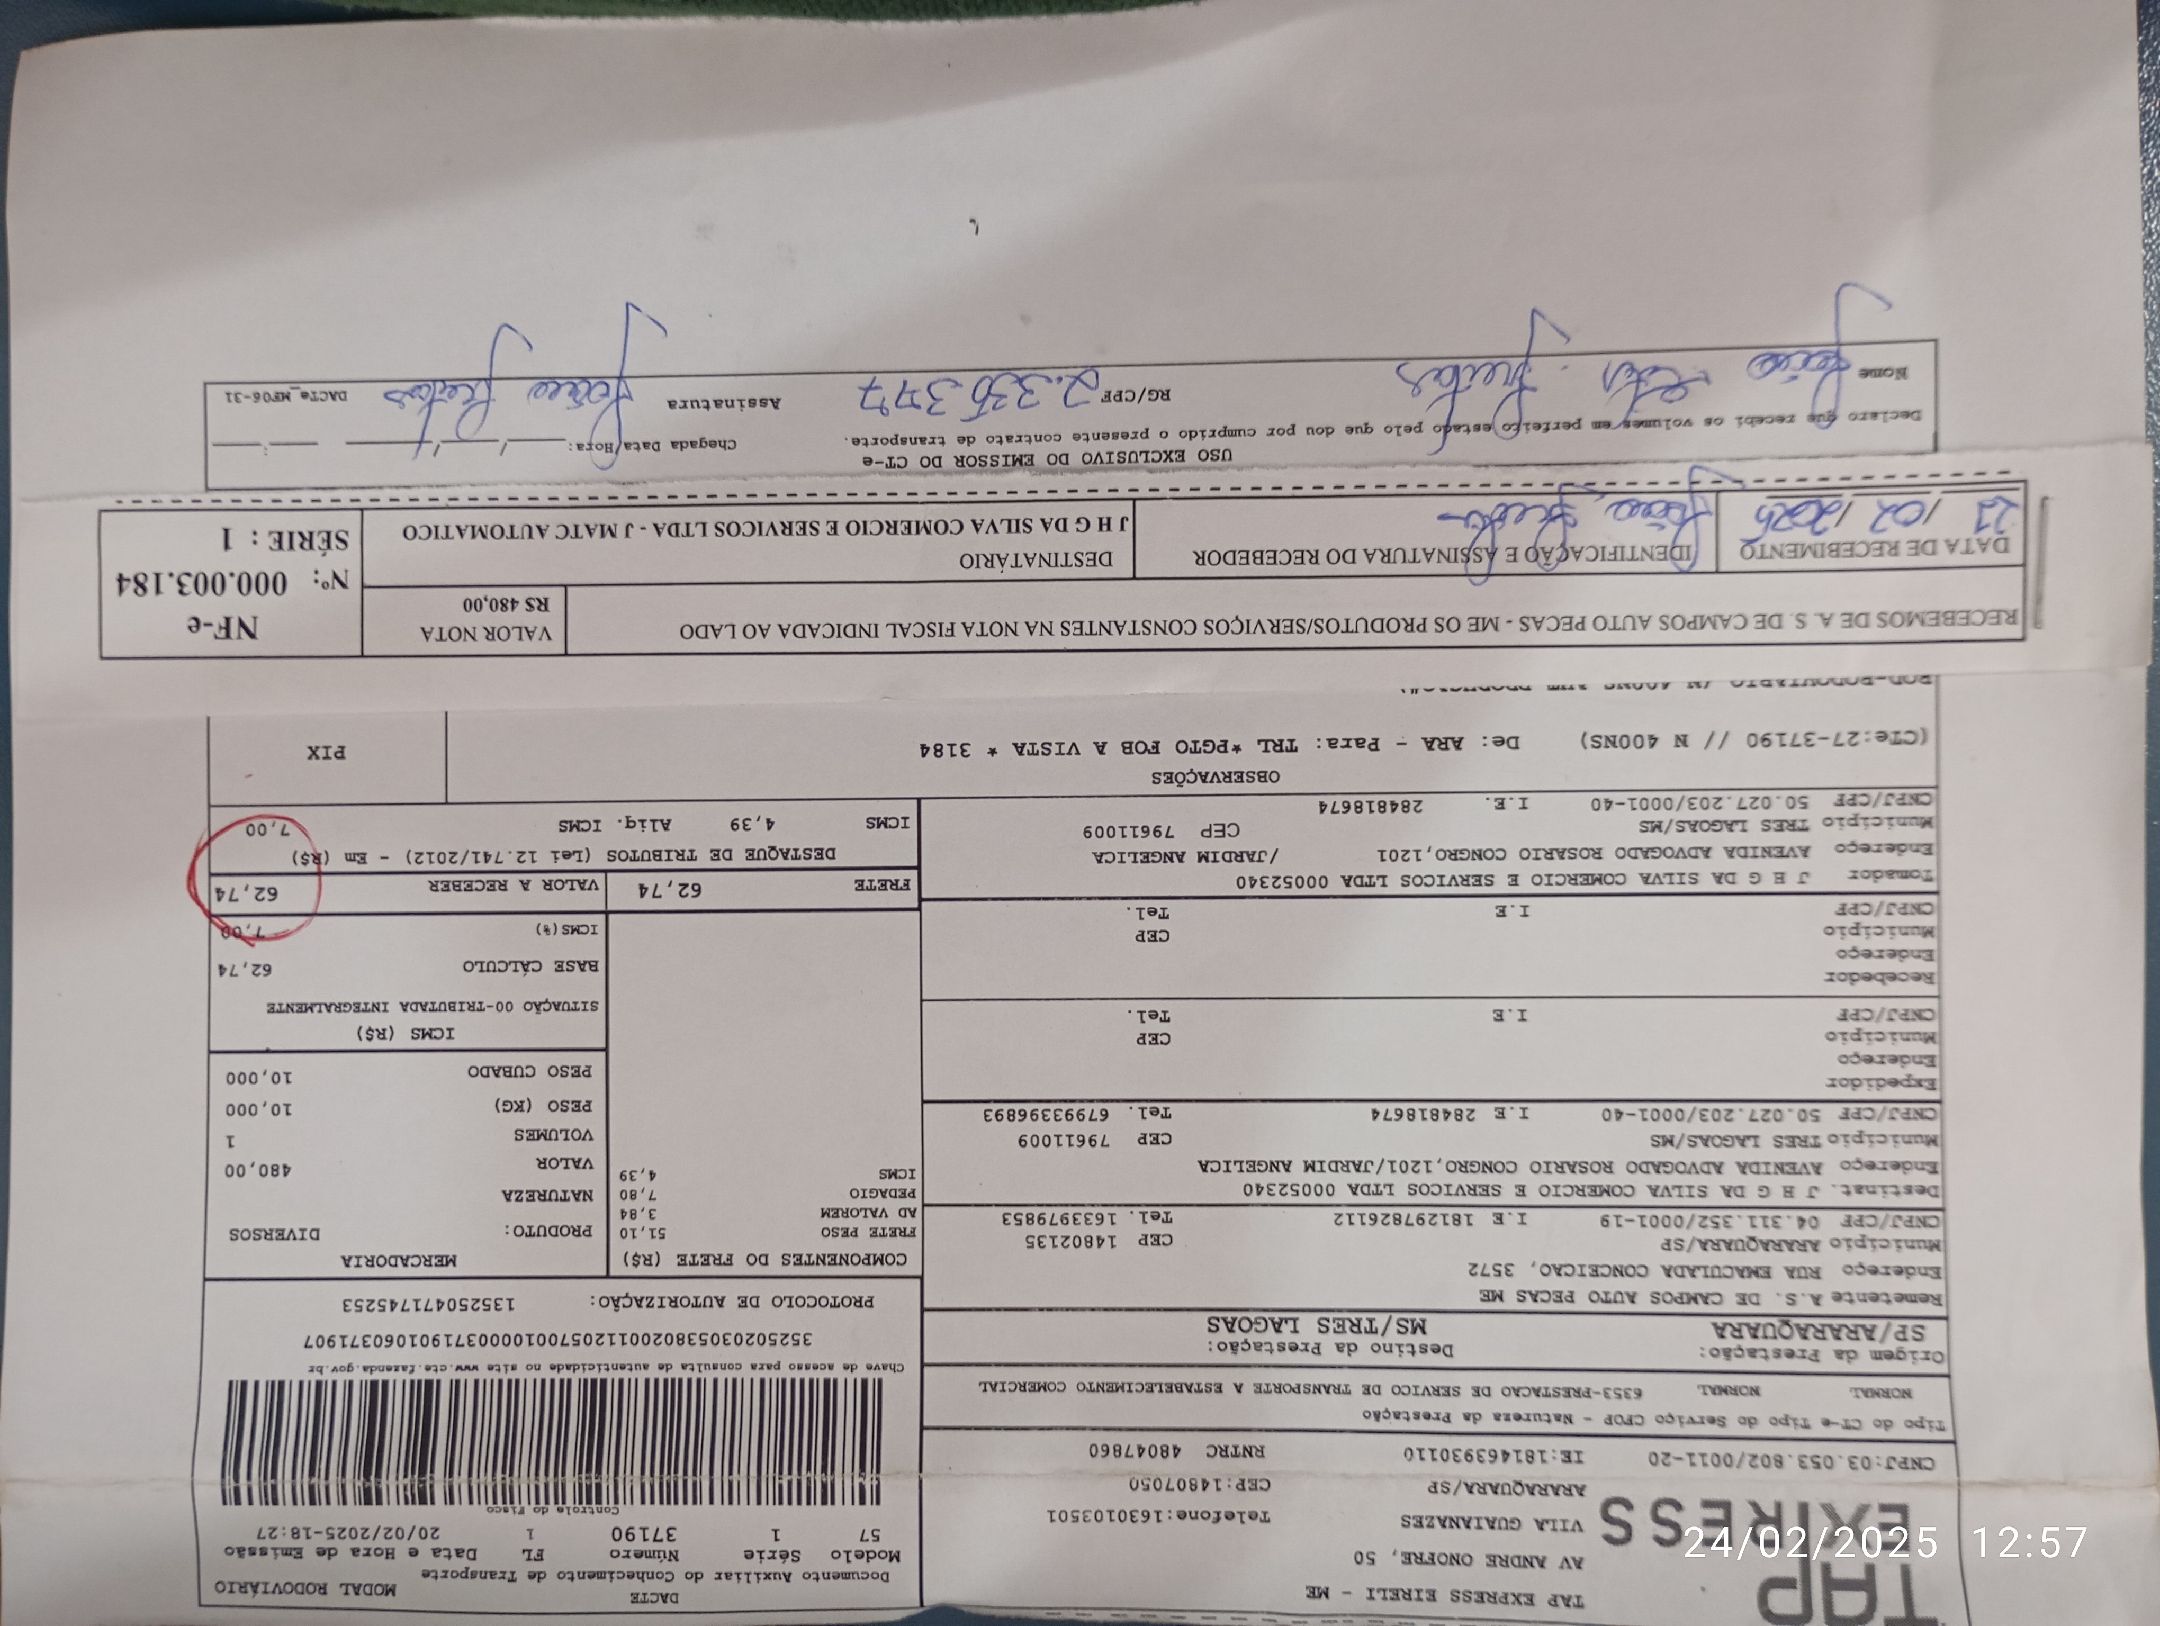 TAP
EXPRESS
TAP EXPRESS EIRELI - ME
AV ANDRE ONOFRE, 50
VILA GUAIANAZES Telefone:1630103501
ARARAQUARA/SP CEP:14807050
CNPJ:03.053.802/0011-20 IE:181463930110 RNTRC 48047860
Tipo do CT-e Tipo do Serviço CFOP - Natureza da Prestação
NORMAL NORMAL 6353-PRESTACAO DE SERVICO DE TRANSPORTE A ESTABELECIMENTO COMERCIAL
Origem da Prestação: Destino da Prestação:
SP/ARARAQUARA MS/TRES LAGOAS
Remetente A.S. DE CAMPOS AUTO PECAS ME
Endereço RUA EMACULADA CONCEICAO, 3572
Município ARARAQUARA/SP CEP 14802135
CNPJ/CPF 04.311.352/0001-19 I.E 181297826112 Tel. 1633979853
Destinat. J H G DA SILVA COMERCIO E SERVICOS LTDA 00052340
Endereço AVENIDA ADVOGADO ROSARIO CONGRO,1201/JARDIM ANGELICA
Município TRES LAGOAS/MS CEP 79611009
CNPJ/CPF 50.027.203/0001-40 I.E 284818674 Tel. 67993396893
Expedidor
Endereço
Município CEP
CNPJ/CPF I.E Tel.
Recebedor
Endereço
Município CEP
CNPJ/CPF I.E Tel.
Tomador J H G DA SILVA COMERCIO E SERVICOS LTDA 00052340
Endereço AVENIDA ADVOGADO ROSARIO CONGRO,1201 /JARDIM ANGELICA
Município TRES LAGOAS/MS CEP 79611009
CNPJ/CPF 50.027.203/0001-40 I.E. 284818674
DACTE MODAL RODOVIÁRIO
Documento Auxiliar do Conhecimento de Transporte
Modelo Série Número FL Data e Hora de Emissão
57 1 37190 1 20/02/2025-18:27
Controle do Fisco
Chave de acesso para consulta de autenticidade no site www.cte.fazenda.gov.br
35250203053802001120570010000371901060371907
PROTOCOLO DE AUTORIZAÇÃO: 135250471745253
COMPONENTES DO FRETE (R$)
FRETE PESO 51,10
AD VALOREM 3,84
PEDAGIO 7,80
ICMS 4,39
MERCADORIA
PRODUTO: DIVERSOS
NATUREZA
VALOR 480,00
VOLUMES 1
PESO (KG) 10,000
PESO CUBADO 10,000
ICMS (R$)
SITUAÇÃO 00-TRIBUTADA INTEGRALMENTE
BASE CÁLCULO 62,74
ICMS(%) 7,00
FRETE 62,74 VALOR A RECEBER 62,74
DESTAQUE DE TRIBUTOS (Lei 12.741/2012) - Em (R$)
ICMS 4,39 Aliq. ICMS 7,00
OBSERVAÇÕES
(CTe:27-37190 // N 400NS) De: ARA - Para: TRL *PGTO FOB A VISTA * 3184
PIX
RECEBEMOS DE A. S. DE CAMPOS AUTO PECAS - ME OS PRODUTOS/SERVIÇOS CONSTANTES NA NOTA FISCAL INDICADA AO LADO
VALOR NOTA
R$ 480,00
NF-e
Nº: 000.003.184
SÉRIE : 1
DATA DE RECEBIMENTO
22/02/2025
IDENTIFICAÇÃO E ASSINATURA DO RECEBEDOR
DESTINATÁRIO
J H G DA SILVA COMERCIO E SERVICOS LTDA - J MATC AUTOMATICO
USO EXCLUSIVO DO EMISSOR DO CT-e
Declaro que recebi os volumes em perfeito estado pelo que dou por cumprido o presente contrato de transporte.
Chegada Data/Hora:
Nome
RG/CPF 2.336.377
Assinatura
DACTe_MF06-31
24/02/2025 12:57